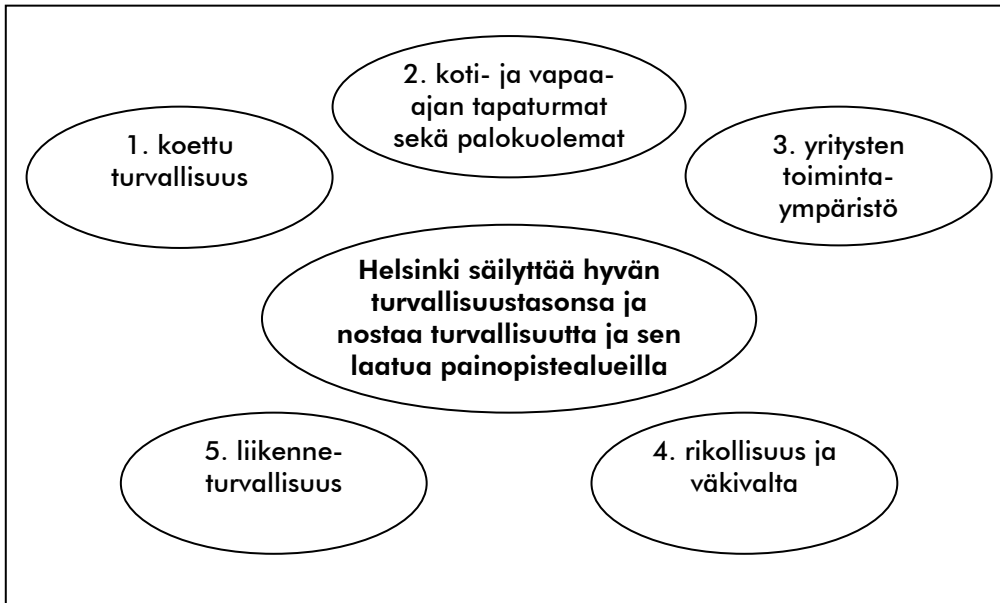 1. koettu
turvallisuus
2. koti- ja vapaa-
ajan tapaturmat
sekä palokuolemat
3. yritysten
toiminta-
ympäristö
Helsinki säilyttää hyvän
turvallisuustasonsa ja
nostaa turvallisuutta ja sen
laatua painopistealueilla
4. rikollisuus ja
väkivalta
5. liikenne-
turvallisuus